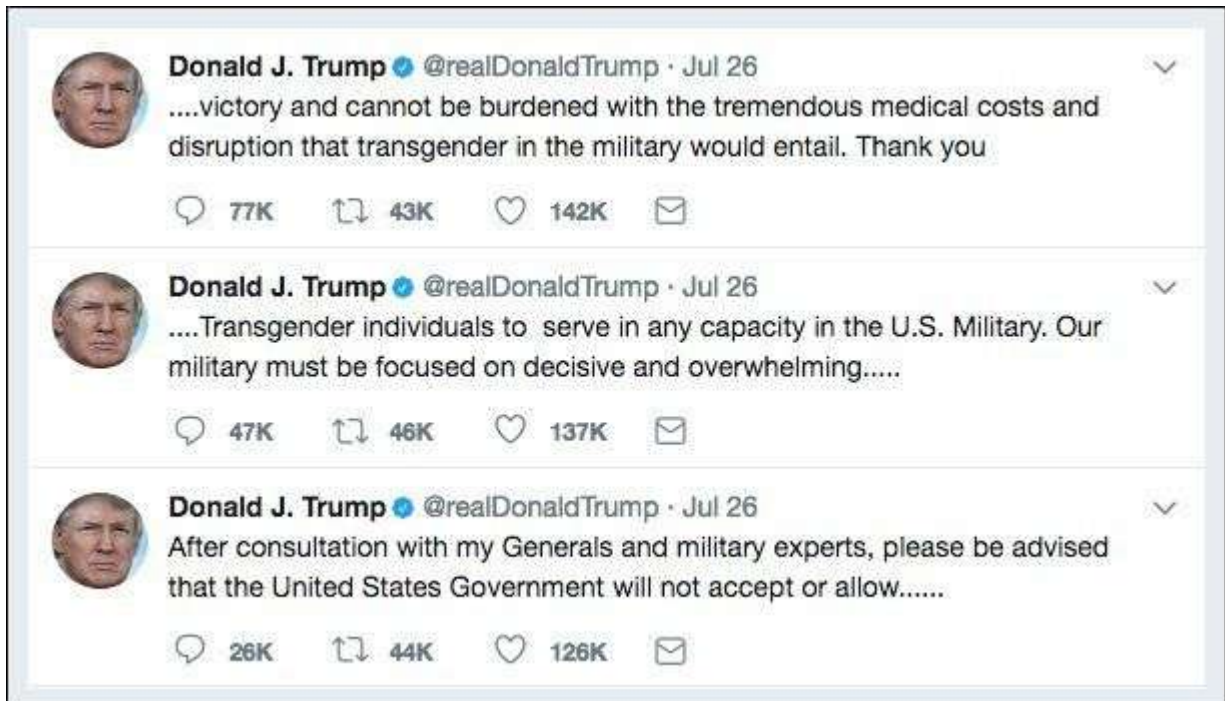 Donald J. Trump @realDonaldTrump · Jul 26
....victory and cannot be burdened with the tremendous medical costs and
disruption that transgender in the military would entail. Thank you
77K 43K 142K
Donald J. Trump @realDonaldTrump · Jul 26
....Transgender individuals to  serve in any capacity in the U.S. Military. Our
military must be focused on decisive and overwhelming.....
47K 46K 137K
Donald J. Trump @realDonaldTrump · Jul 26
After consultation with my Generals and military experts, please be advised
that the United States Government will not accept or allow......
26K 44K 126K